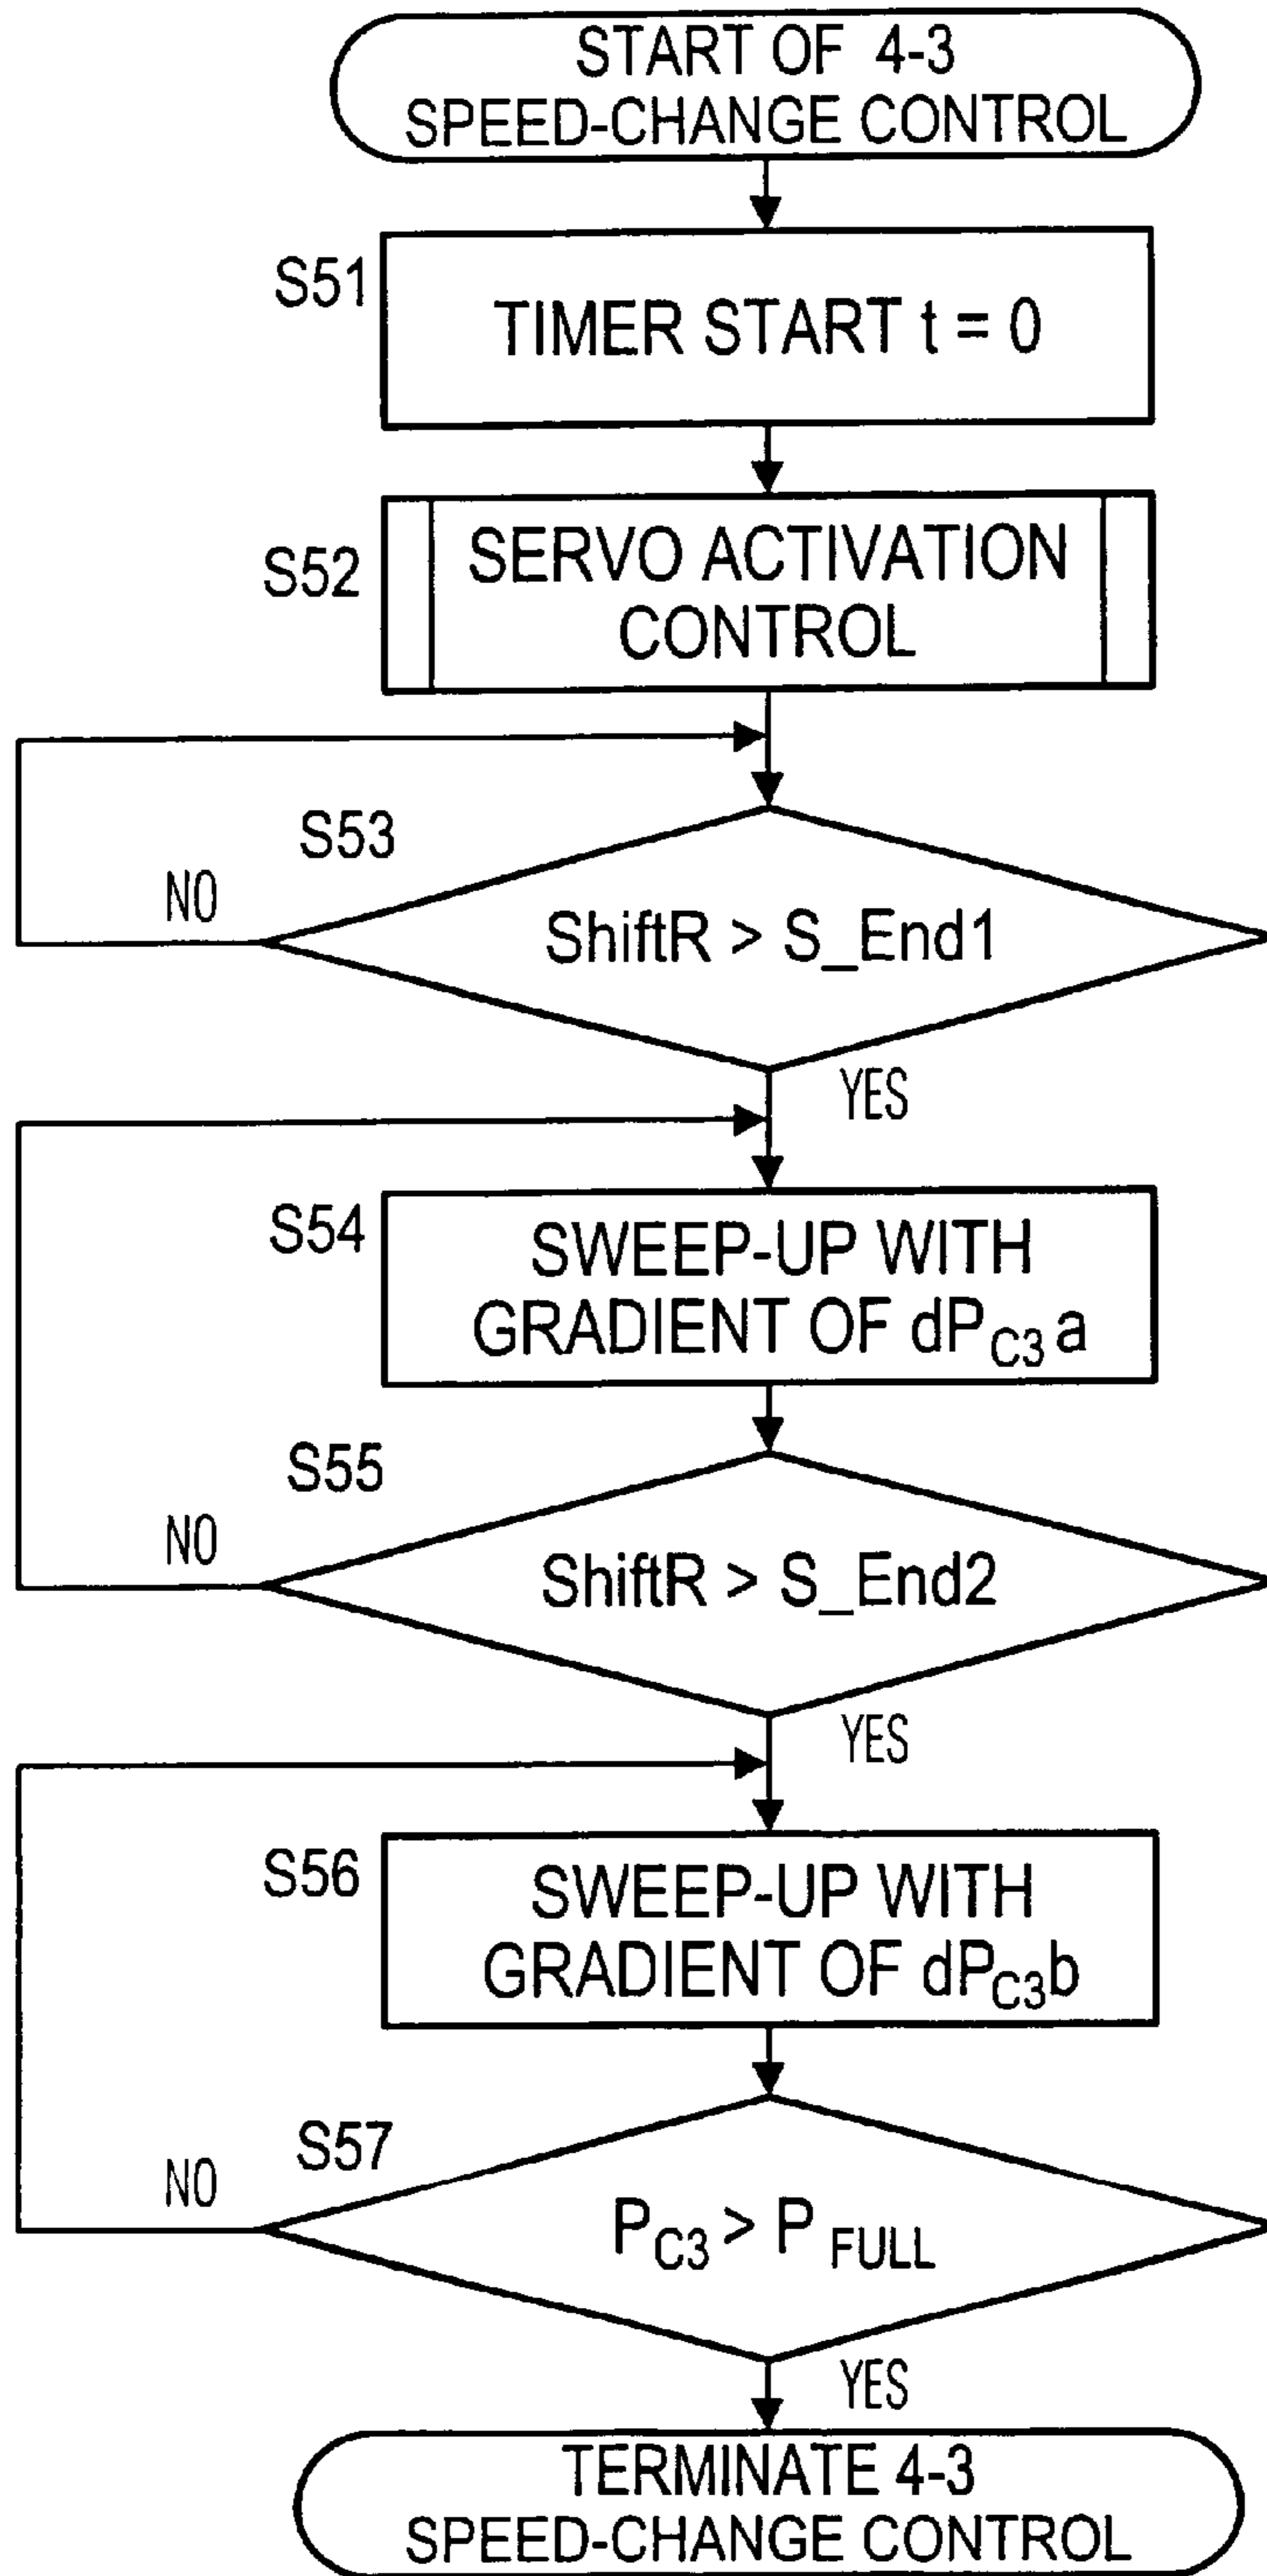 START OF 4-3
SPEED-CHANGE CONTROL
S51
TIMER START t = 0
S52
SERVO ACTIVATION
CONTROL
S53
NO
ShiftR > S_End1
YES
S54
SWEEP-UP WITH
GRADIENT OF dPC3 a
S55
NO
ShiftR > S_End2
YES
S56
SWEEP-UP WITH
GRADIENT OF dPC3b
S57
NO
PC3 > P FULL
YES
TERMINATE 4-3
SPEED-CHANGE CONTROL